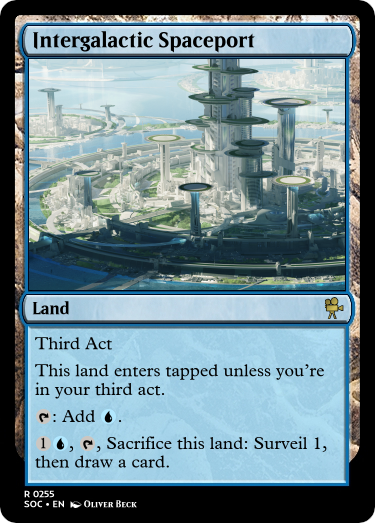 Intergalactic Spaceport
Land
Third Act
This land enters tapped unless you're
in your third act.
: Add .
1 , , Sacrifice this land: Surveil 1,
then draw a card.
R 0255
SOC • EN OLIVER BECK